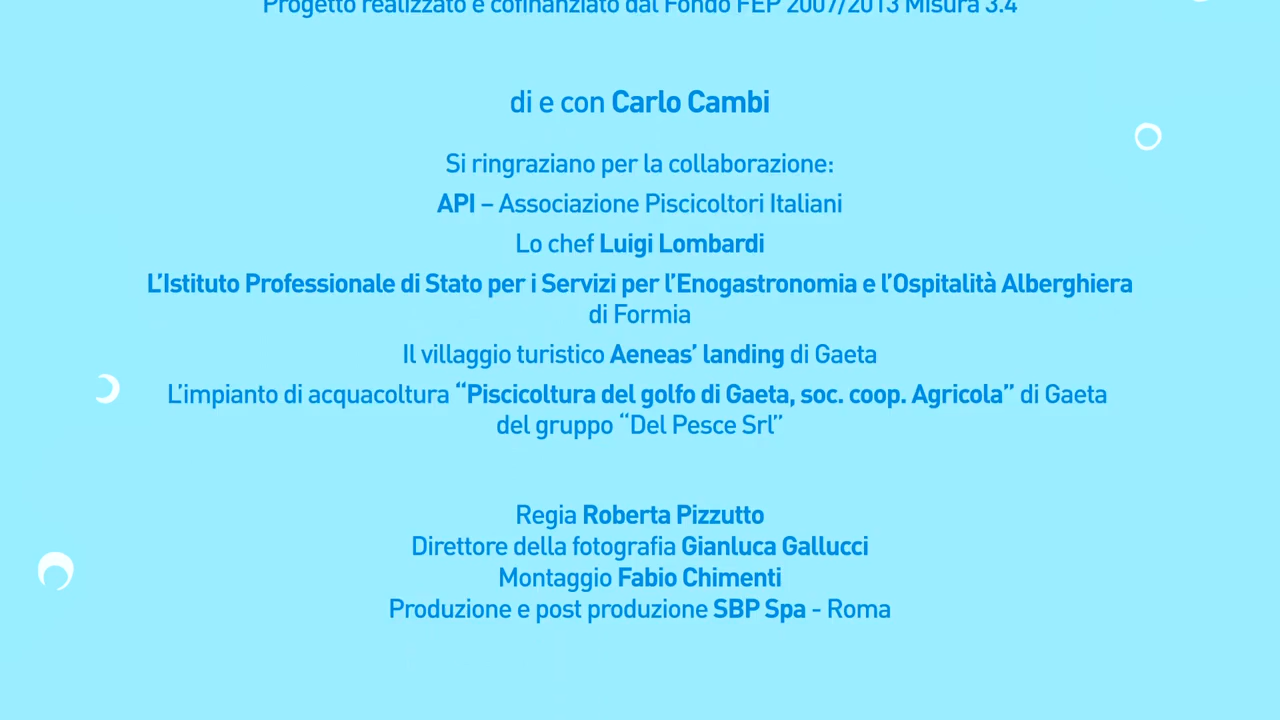 Progetto realizzato e cofinanziato dal Fondo FEP 2007/2013 Misura 3.4
di e con Carlo Cambi
Si ringraziano per la collaborazione:
API – Associazione Piscicoltori Italiani
Lo chef Luigi Lombardi
L’Istituto Professionale di Stato per i Servizi per l’Enogastronomia e l’Ospitalità Alberghiera
di Formia
Il villaggio turistico Aeneas’ landing di Gaeta
L’impianto di acquacoltura “Piscicoltura del golfo di Gaeta, soc. coop. Agricola” di Gaeta
del gruppo “Del Pesce Srl”
Regia Roberta Pizzutto
Direttore della fotografia Gianluca Gallucci
Montaggio Fabio Chimenti
Produzione e post produzione SBP Spa - Roma